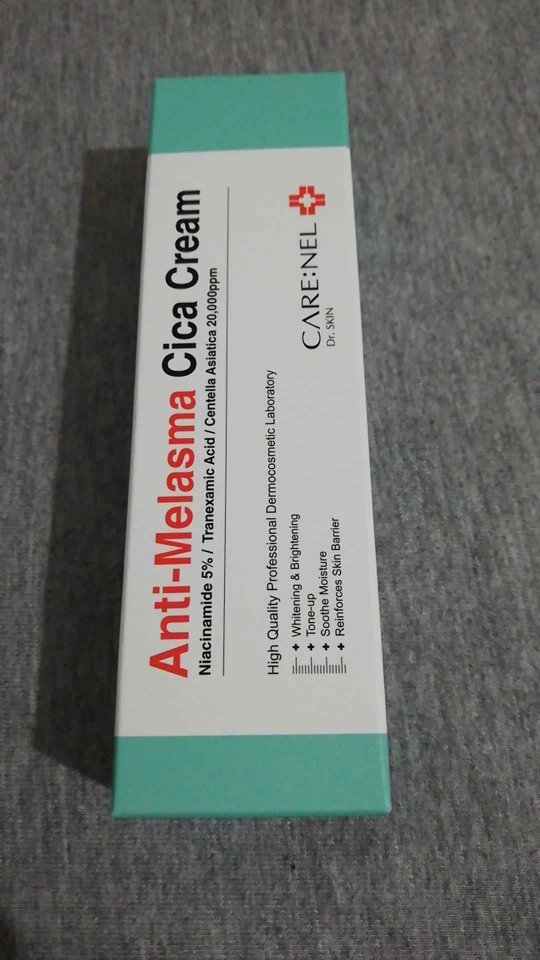 Anti-Melasma Cica Cream
Niacinamide 5% / Tranexamic Acid / Centella Asiatica 20,000ppm
High Quality Professional Dermocosmetic Laboratory
+ Whitening & Brightening
+ Tone-up
+ Soothe Moisture
+ Reinforces Skin Barrier
CARE:NEL
Dr. SKIN